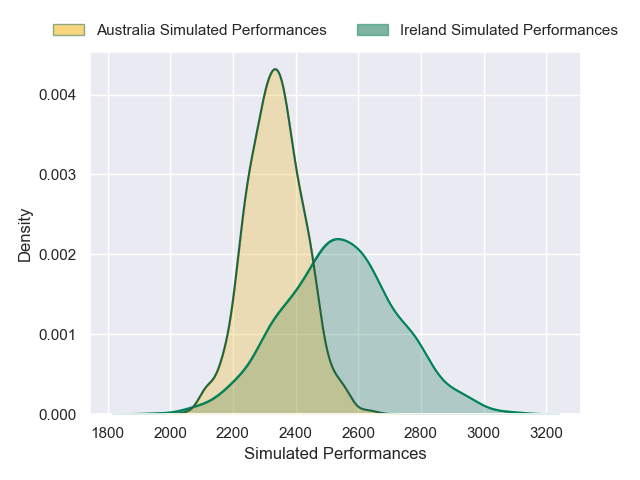 Australia Simulated Performances Ireland Simulated Performances
0.004
0.003
0.002
0.001
0.000
Density
1800 2000 2200 2400 2600 2800 3000 3200
Simulated Performances